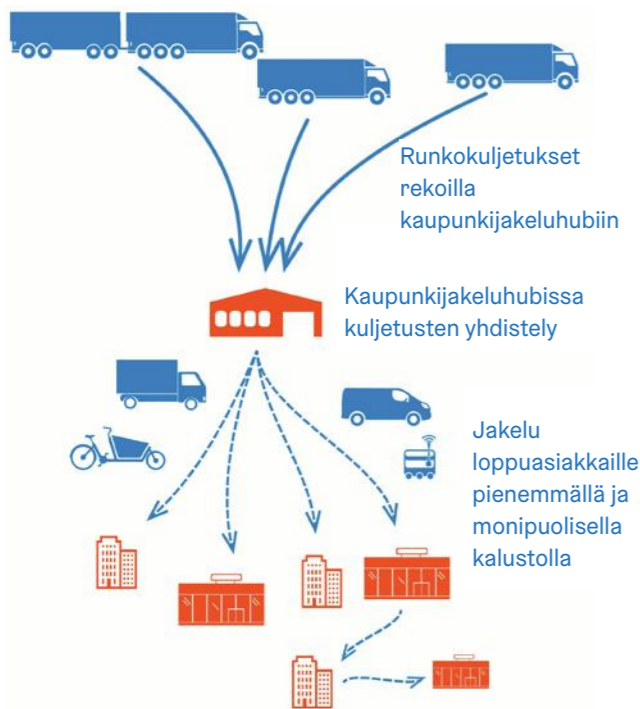 Runkokuljetukset
rekoilla
kaupunkijakeluhubiin
Kaupunkijakeluhubissa
kuljetusten yhdistely
Jakelu
loppuasiakkaille
pienemmällä ja
monipuolisella
kalustolla